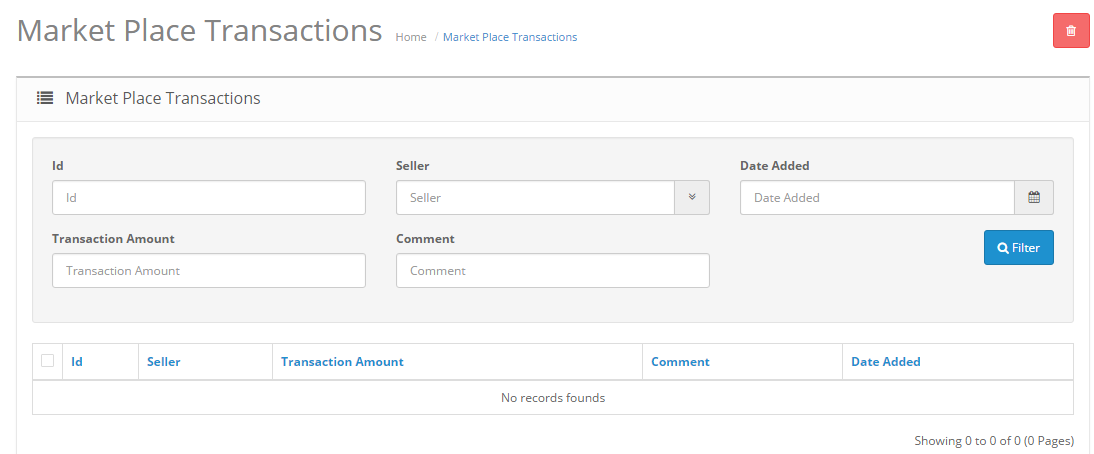 Market Place Transactions Home / Market Place Transactions
Market Place Transactions
Id Seller Date Added
Id Seller Date Added
Transaction Amount Comment
Filter
Transaction Amount Comment
Id Seller Transaction Amount Comment Date Added
No records founds
Showing 0 to 0 of 0 (0 Pages)